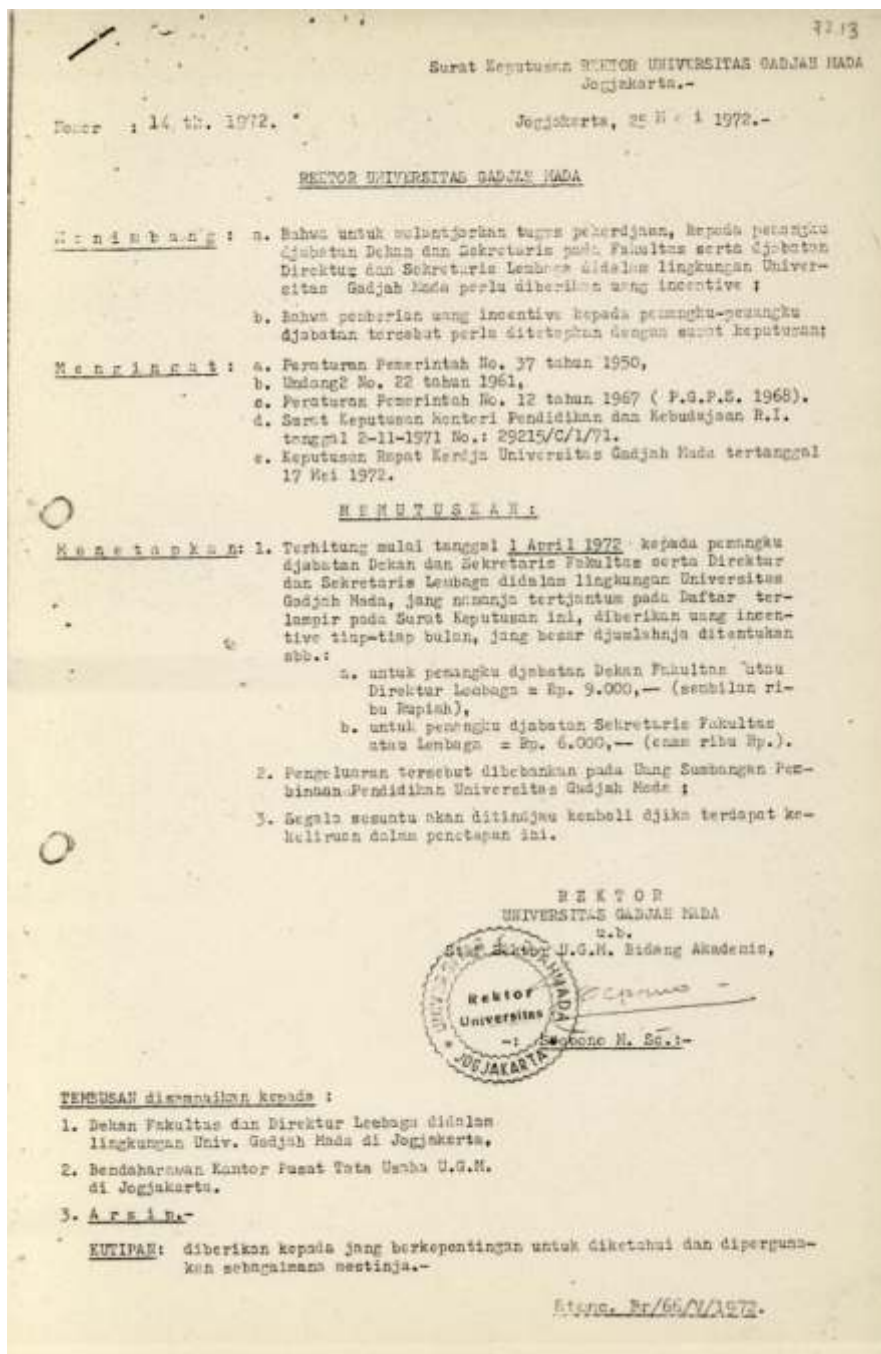 Surat Keputusan REKTOR UNIVERSITAS GADJAH MADA
Jogjakarta.-
Nomor : 14 th. 1972.
Jogjakarta, 25 M e i 1972.-
REKTOR UNIVERSITAS GADJAH MADA
M e n i m b a n g : a. Bahwa untuk melantjarkan tugas pekerdjaan, kepada pemangku
djabatan Dekan dan Sekretaris pada Fakultas serta djabatan
Direktur dan Sekretaris Lembaga didalam lingkungan Univer-
sitas Gadjah Mada perlu diberikan uang incentive ;
b. Bahwa pemberian uang incentive kepada pemangku-pemangku
djabatan tersebut perlu ditetapkan dengan surat keputusan;
M e n g i n g a t : a. Peraturan Pemerintah No. 37 tahun 1950,
b. Undang2 No. 22 tahun 1961,
c. Peraturan Pemerintah No. 12 tahun 1967 ( P.G.P.S. 1968).
d. Surat Keputusan Menteri Pendidikan dan Kebudajaan R.I.
tanggal 2-11-1971 No.: 29215/C/1/71.
e. Keputusan Rapat Kerdja Universitas Gadjah Mada tertanggal
17 Mei 1972.
M E M U T U S K A N :
M e n e t a p k a n: 1. Terhitung mulai tanggal 1 April 1972 kepada pemangku
djabatan Dekan dan Sekretaris Fakultas serta Direktur
dan Sekretaris Lembaga didalam lingkungan Universitas
Gadjah Mada, jang namanja tertjantum pada Daftar ter-
lampir pada Surat Keputusan ini, diberikan uang incen-
tive tiap-tiap bulan, jang besar djumlahnja ditentukan
sbb.:
a. untuk pemangku djabatan Dekan Fakultas atau
Direktur Lembaga = Rp. 9.000,-- (sembilan ri-
bu Rupiah),
b. untuk pemangku djabatan Sekretaris Fakultas
atau Lembaga = Rp. 6.000,-- (enam ribu Rp.).
2. Pengeluaran tersebut dibebankan pada Uang Sumbangan Pem-
binaan Pendidikan Universitas Gadjah Mada ;
3. Segala sesuatu akan ditindjau kembali djika terdapat ke-
keliruan dalam penetapan ini.
R E K T O R
UNIVERSITAS GADJAH MADA
u.b.
Staf Rektor U.G.M. Bidang Akademis,
Rektor
Universitas
JOGJAKARTA
-: Soepono M. Sc.:-
TEMBUSAN disampaikan kepada :
1. Dekan Fakultas dan Direktur Lembaga didalam
lingkungan Univ. Gadjah Mada di Jogjakarta,
2. Bendaharawan Kantor Pusat Tata Usaha U.G.M.
di Jogjakarta.
3. A r s i p.-
KUTIPAN: diberikan kepada jang berkepentingan untuk diketahui dan diperguna-
kan sebagaimana mestinja.-
Stenc. Br/66/V/1972.